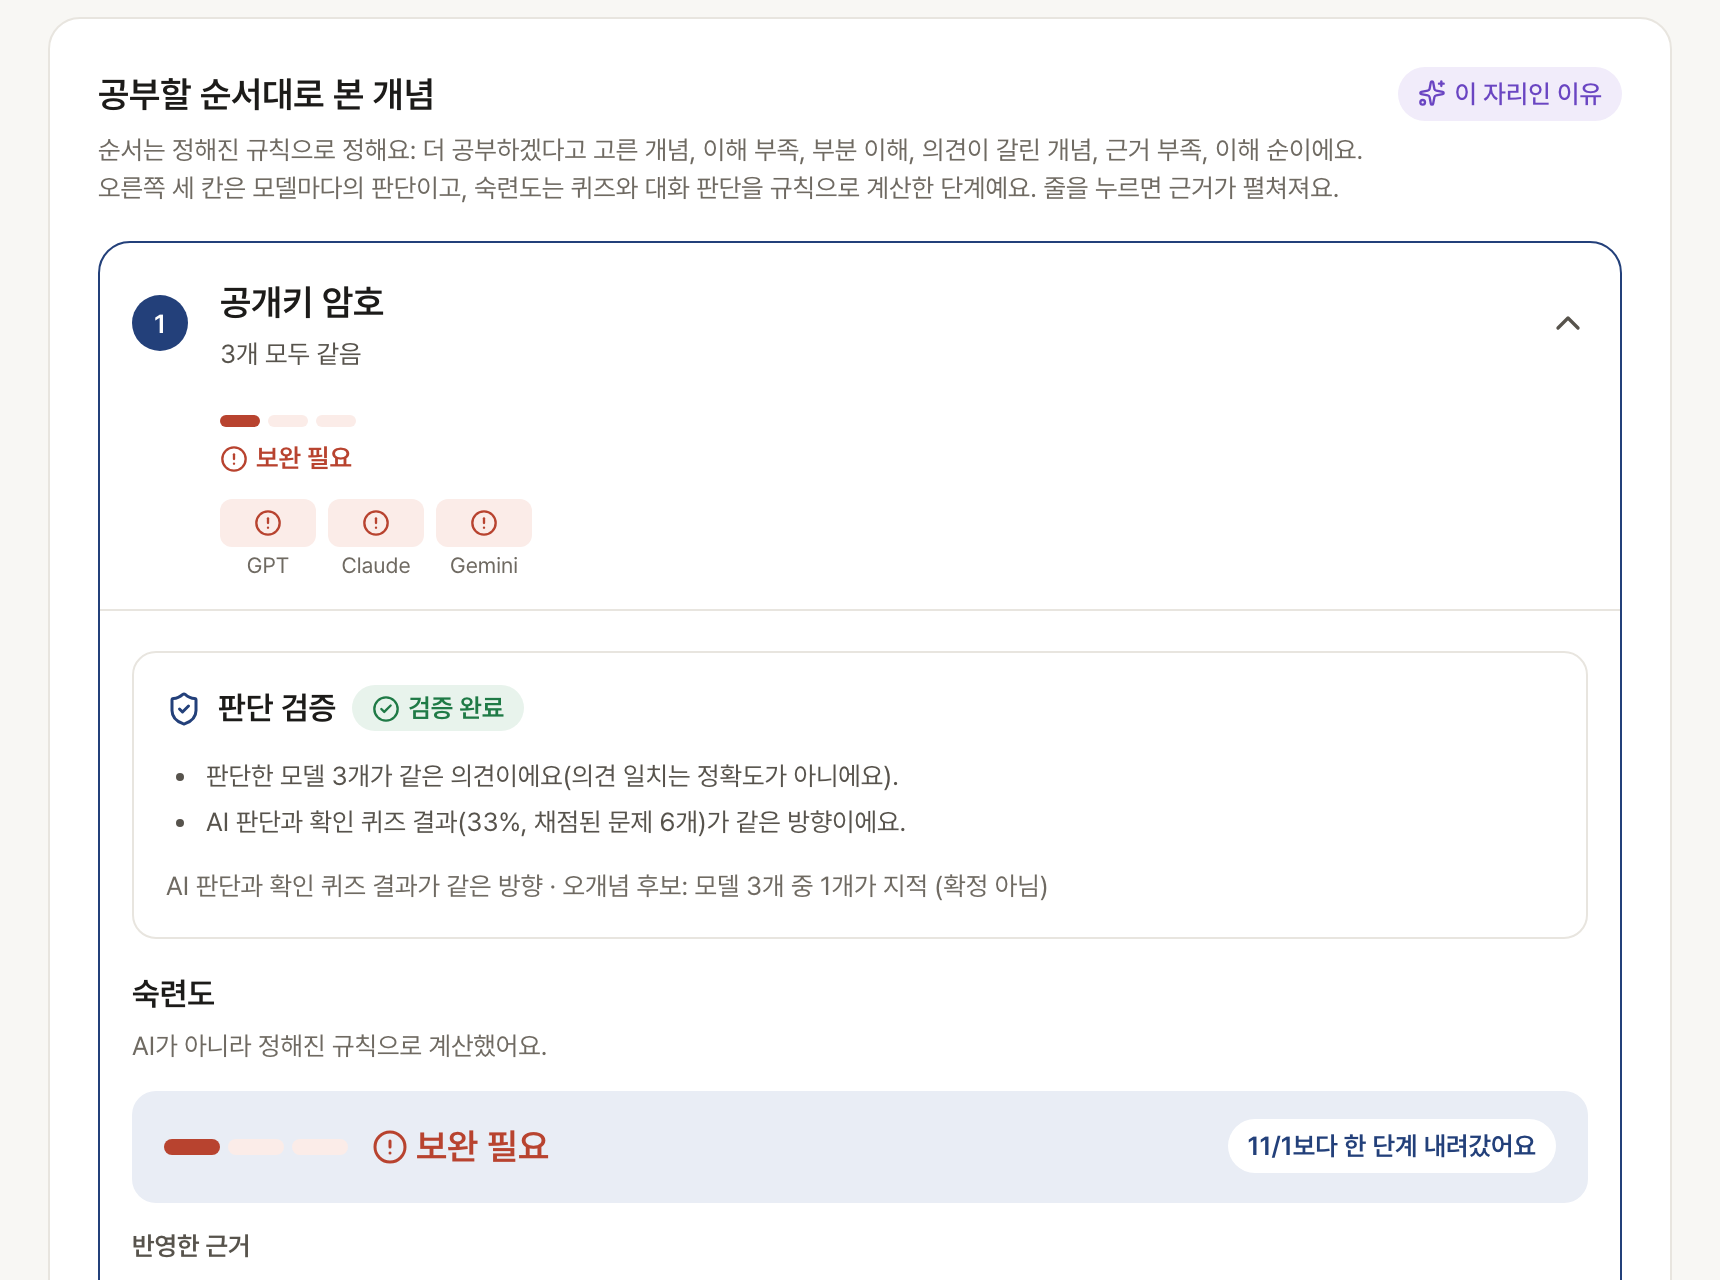 공부할 순서대로 본 개념
이 자리인 이유
순서는 정해진 규칙으로 정해요: 더 공부하겠다고 고른 개념, 이해 부족, 부분 이해, 의견이 갈린 개념, 근거 부족, 이해 순이에요.
오른쪽 세 칸은 모델마다의 판단이고, 숙련도는 퀴즈와 대화 판단을 규칙으로 계산한 단계예요. 줄을 누르면 근거가 펼쳐져요.
1
공개키 암호
3개 모두 같음
보완 필요
GPT
Claude
Gemini
판단 검증
검증 완료
• 판단한 모델 3개가 같은 의견이에요(의견 일치는 정확도가 아니에요).
• AI 판단과 확인 퀴즈 결과(33%, 채점된 문제 6개)가 같은 방향이에요.
AI 판단과 확인 퀴즈 결과가 같은 방향 · 오개념 후보: 모델 3개 중 1개가 지적 (확정 아님)
숙련도
AI가 아니라 정해진 규칙으로 계산했어요.
보완 필요
11/1보다 한 단계 내려갔어요
반영한 근거